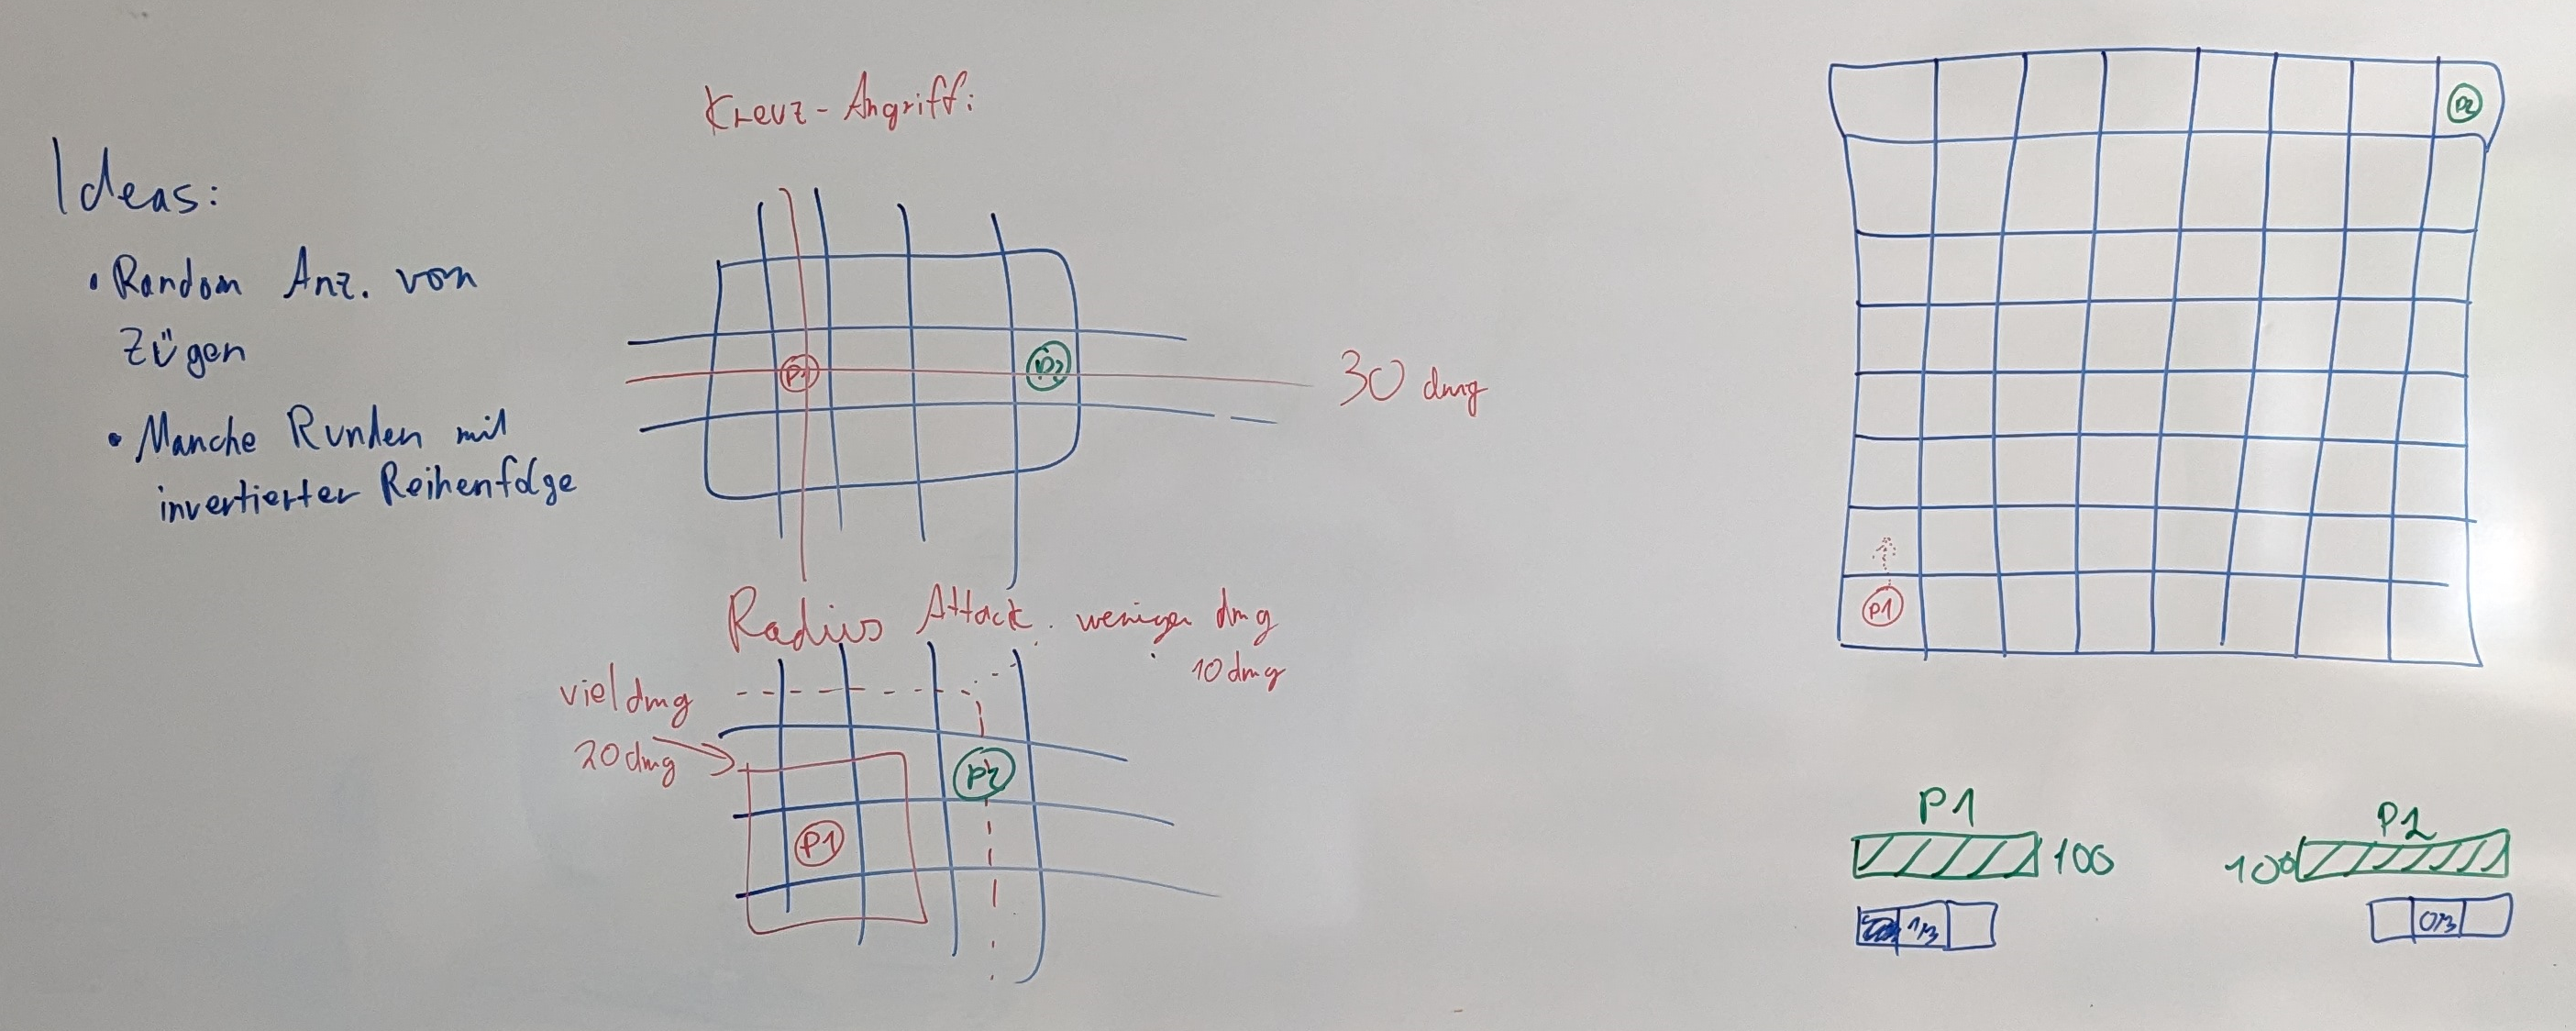 Ideas:
• Random Anz. von
Zügen
• Manche Runden mit
invertierter Reihenfolge
Kreuz-Angriff:
P1
P2
30 dmg
Radius Attack. weniger dmg
10 dmg
viel dmg
20 dmg
P2
P1
P2
P1
P1
100
1/3
P2
100
0/3